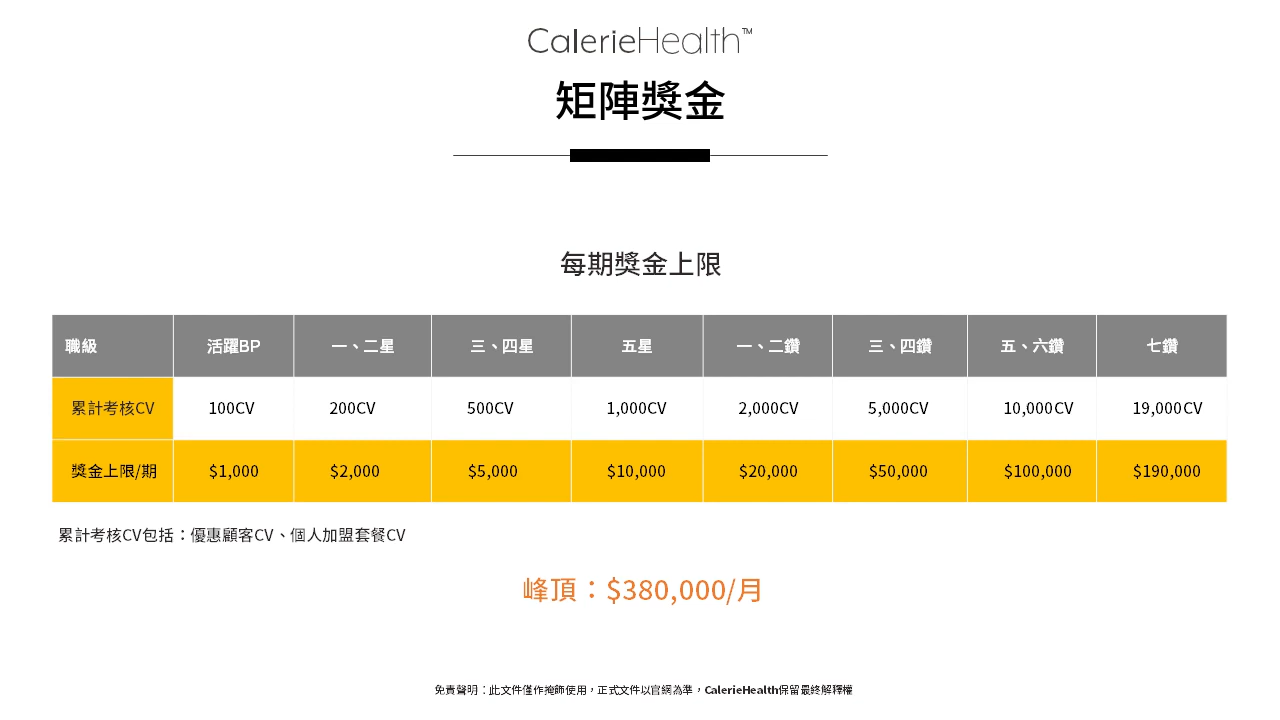 CalerieHealth™
矩陣獎金
每期獎金上限
職級 活躍BP 一、二星 三、四星 五星 一、二鑽 三、四鑽 五、六鑽 七鑽
累計考核CV 100CV 200CV 500CV 1,000CV 2,000CV 5,000CV 10,000CV 19,000CV
獎金上限/期 $1,000 $2,000 $5,000 $10,000 $20,000 $50,000 $100,000 $190,000
累計考核CV包括：優惠顧客CV、個人加盟套餐CV
峰頂：$380,000/月
免責聲明：此文件僅作掩飾使用，正式文件以官網為準，CalerieHealth保留最終解釋權